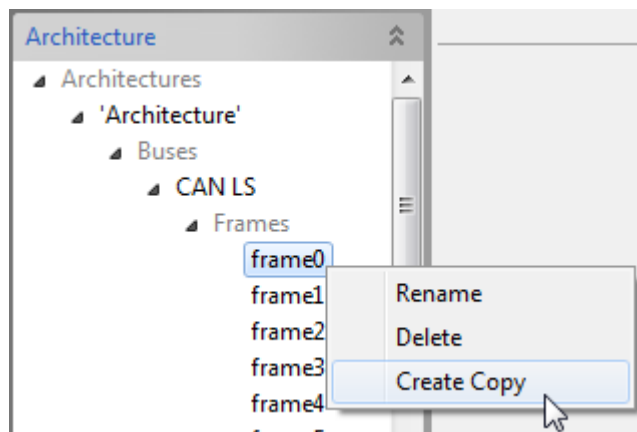 Architecture
Architectures
'Architecture'
Buses
CAN LS
Frames
frame0
frame1
Rename
frame2
Delete
frame3
Create Copy
frame4